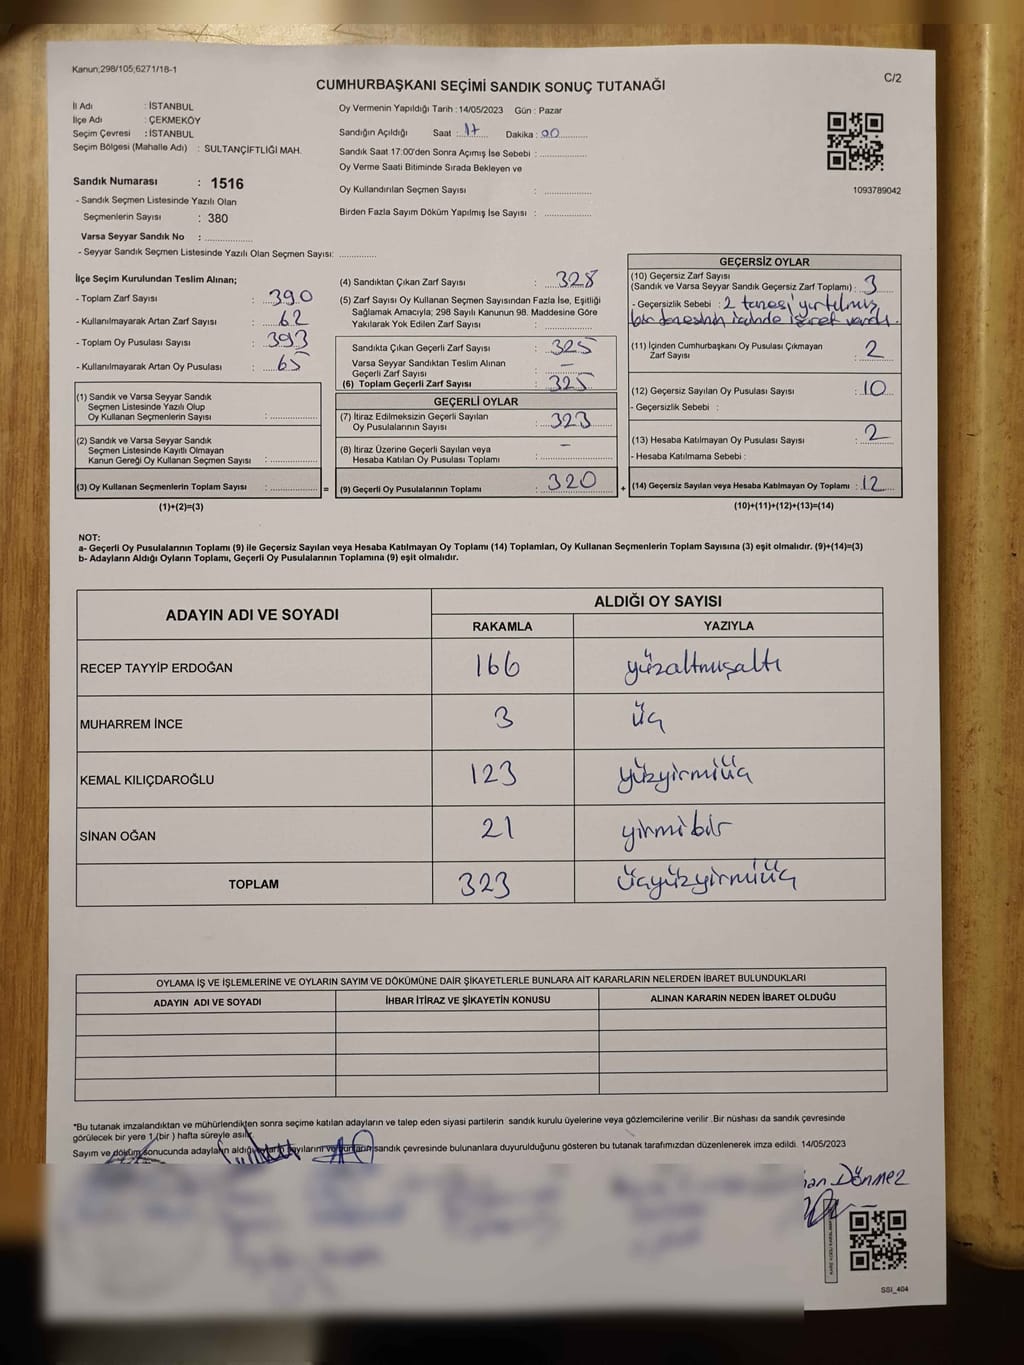 Kanun;298/105;6271/18-1
C/2
CUMHURBAŞKANI SEÇİMİ SANDIK SONUÇ TUTANAĞI
İl Adı : İSTANBUL
İlçe Adı : ÇEKMEKÖY
Seçim Çevresi : İSTANBUL
Seçim Bölgesi (Mahalle Adı) : SULTANÇİFTLİĞİ MAH.
Sandık Numarası : 1516
- Sandık Seçmen Listesinde Yazılı Olan
Seçmenlerin Sayısı : 380
Varsa Seyyar Sandık No : ................
- Seyyar Sandık Seçmen Listesinde Yazılı Olan Seçmen Sayısı: ................
Oy Vermenin Yapıldığı Tarih : 14/05/2023 Gün : Pazar
Sandığın Açıldığı Saat : 17 Dakika : 00
Sandık Saat 17:00'den Sonra Açımış İse Sebebi : ................
Oy Verme Saati Bitiminde Sırada Bekleyen ve
Oy Kullandırılan Seçmen Sayısı : ................
Birden Fazla Sayım Döküm Yapılmış İse Sayısı : ................
1093789042
İlçe Seçim Kurulundan Teslim Alınan;
- Toplam Zarf Sayısı : 390
- Kullanılmayarak Artan Zarf Sayısı : 62
- Toplam Oy Pusulası Sayısı : 393
- Kullanılmayarak Artan Oy Pusulası : 65
(1) Sandık ve Varsa Seyyar Sandık
Seçmen Listesinde Yazılı Olup
Oy Kullanan Seçmenlerin Sayısı : ................
(2) Sandık ve Varsa Seyyar Sandık
Seçmen Listesinde Kayıtlı Olmayan
Kanun Gereği Oy Kullanan Seçmen Sayısı : ................
(3) Oy Kullanan Seçmenlerin Toplam Sayısı : ................ =
(1)+(2)=(3)
(4) Sandıktan Çıkan Zarf Sayısı : 328
(5) Zarf Sayısı Oy Kullanan Seçmen Sayısından Fazla İse, Eşitliği
Sağlamak Amacıyla; 298 Sayılı Kanunun 98. Maddesine Göre
Yakılarak Yok Edilen Zarf Sayısı : ................
Sandıkta Çıkan Geçerli Zarf Sayısı : 325
Varsa Seyyar Sandıktan Teslim Alınan
Geçerli Zarf Sayısı : —
(6) Toplam Geçerli Zarf Sayısı : 325
GEÇERLİ OYLAR
(7) İtiraz Edilmeksizin Geçerli Sayılan
Oy Pusulalarının Sayısı : 323
(8) İtiraz Üzerine Geçerli Sayılan veya
Hesaba Katılan Oy Pusulası Toplamı : —
(9) Geçerli Oy Pusulalarının Toplamı : 320 +
GEÇERSİZ OYLAR
(10) Geçersiz Zarf Sayısı
(Sandık ve Varsa Seyyar Sandık Geçersiz Zarf Toplamı) : 3
- Geçersizlik Sebebi : 2 tanesi yırtılmış
bir tanesinin içinde işaret vardı.
(11) İçinden Cumhurbaşkanı Oy Pusulası Çıkmayan
Zarf Sayısı : 2
(12) Geçersiz Sayılan Oy Pusulası Sayısı : 10
- Geçersizlik Sebebi :
(13) Hesaba Katılmayan Oy Pusulası Sayısı : 2
- Hesaba Katılmama Sebebi :
(14) Geçersiz Sayılan veya Hesaba Katılmayan Oy Toplamı : 12
(10)+(11)+(12)+(13)=(14)
NOT:
a- Geçerli Oy Pusulalarının Toplamı (9) ile Geçersiz Sayılan veya Hesaba Katılmayan Oy Toplamı (14) Toplamları, Oy Kullanan Seçmenlerin Toplam Sayısına (3) eşit olmalıdır. (9)+(14)=(3)
b- Adayların Aldığı Oyların Toplamı, Geçerli Oy Pusulalarının Toplamına (9) eşit olmalıdır.
ADAYIN ADI VE SOYADI ALDIĞI OY SAYISI
RAKAMLA YAZIYLA
RECEP TAYYİP ERDOĞAN 166 yüzaltmışaltı
MUHARREM İNCE 3 üç
KEMAL KILIÇDAROĞLU 123 yüzyirmiüç
SİNAN OĞAN 21 yirmibir
TOPLAM 323 üçyüzyirmiüç
OYLAMA İŞ VE İŞLEMLERİNE VE OYLARIN SAYIM VE DÖKÜMÜNE DAİR ŞİKAYETLERLE BUNLARA AİT KARARLARIN NELERDEN İBARET BULUNDUKLARI
ADAYIN ADI VE SOYADI İHBAR İTİRAZ VE ŞİKAYETİN KONUSU ALINAN KARARIN NEDEN İBARET OLDUĞU
*Bu tutanak imzalandıktan ve mühürlendikten sonra seçime katılan adayların ve talep eden siyasi partilerin sandık kurulu üyelerine veya gözlemcilerine verilir. Bir nüshası da sandık çevresinde
görülecek bir yere 1 (bir ) hafta süreyle asılır.
Sayım ve döküm sonucunda adayların aldığı sandık çevresinde bulunanlara duyurulduğunu gösteren bu tutanak tarafımızdan düzenlenerek imza edildi. 14/05/2023
Dönmez
SSI_404